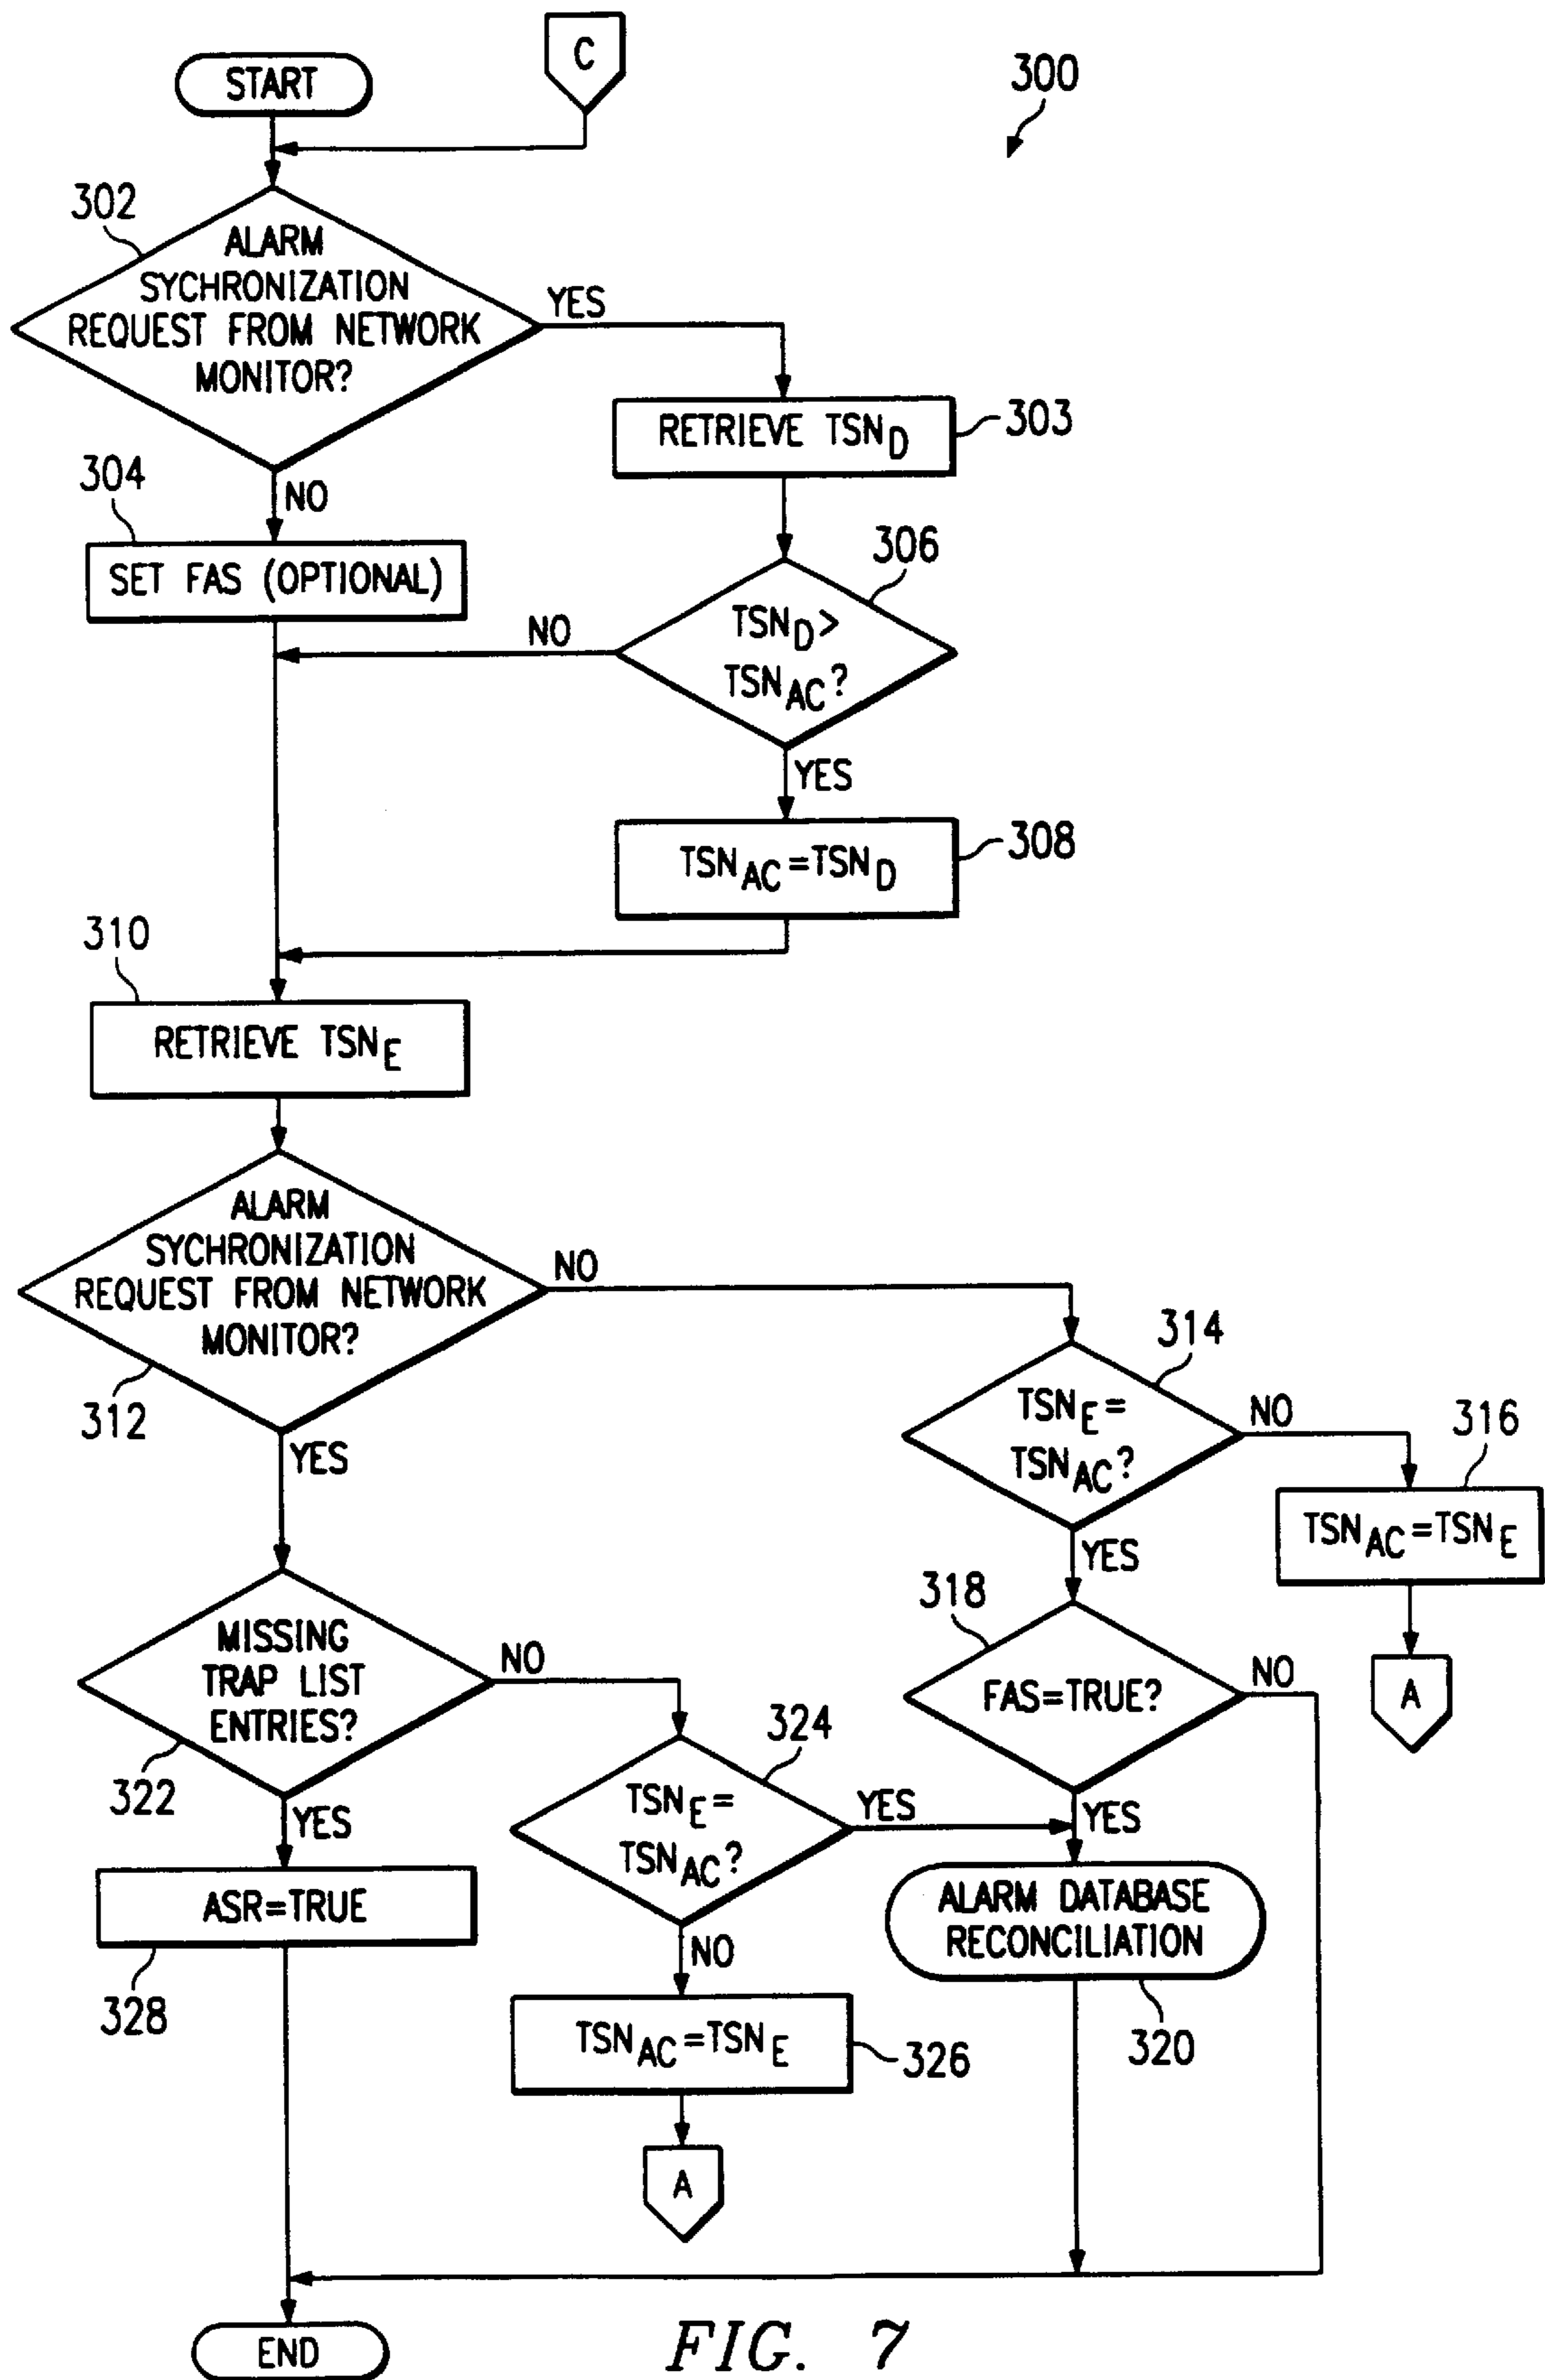 C
START
300
302
ALARM
SYCHRONIZATION
REQUEST FROM NETWORK
MONITOR?
YES
RETRIEVE TSND
303
304
NO
SET FAS (OPTIONAL)
306
NO
TSND>
TSNAC?
YES
TSNAC=TSND
308
310
RETRIEVE TSNE
ALARM
SYCHRONIZATION
REQUEST FROM NETWORK
MONITOR?
NO
312
YES
314
TSNE=
TSNAC?
NO
316
TSNAC=TSNE
YES
A
318
FAS=TRUE?
NO
MISSING
TRAP LIST
ENTRIES?
NO
322
YES
324
TSNE=
TSNAC?
YES
YES
ASR=TRUE
328
ALARM DATABASE
RECONCILIATION
320
NO
TSNAC=TSNE
326
A
END
FIG. 7